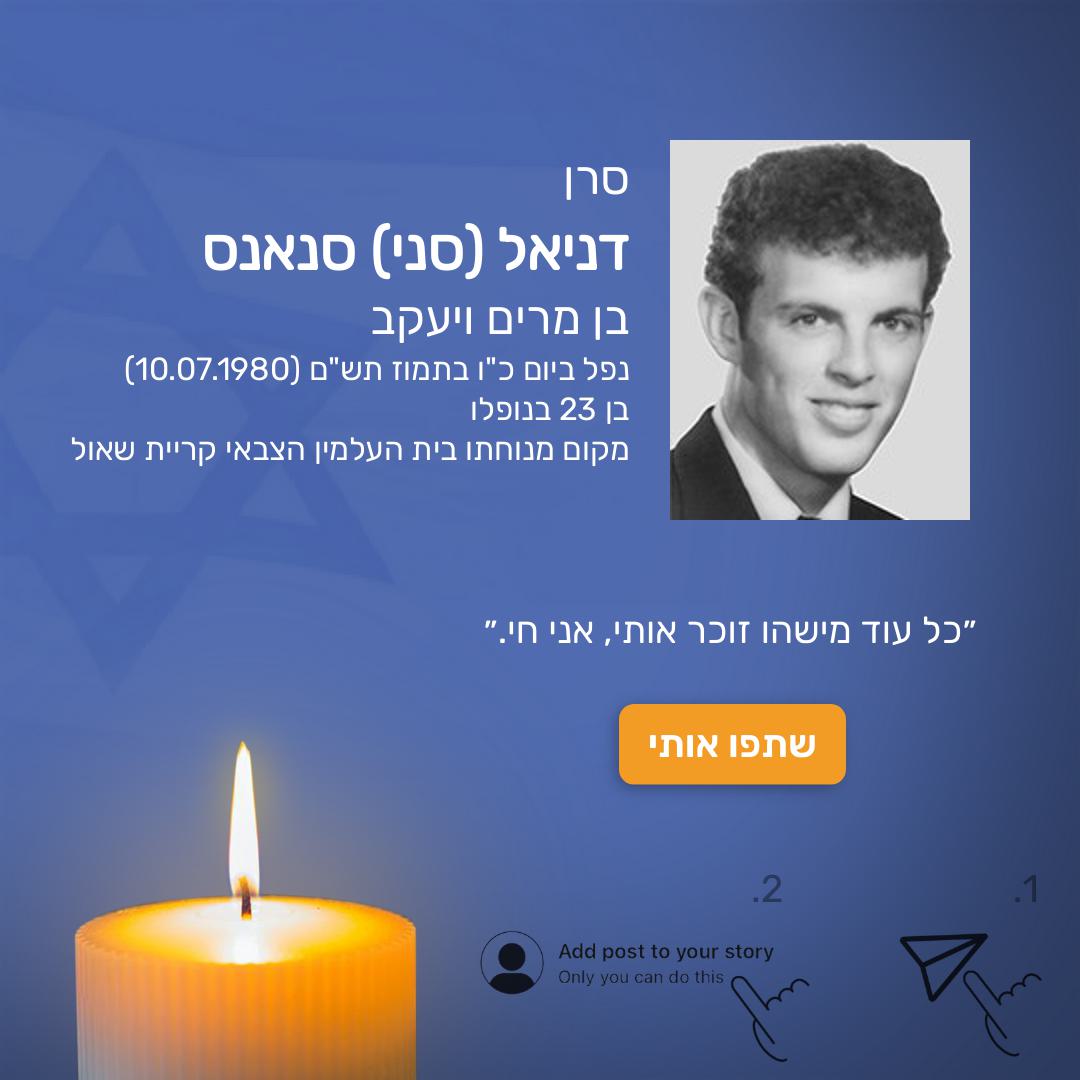 סרן
דניאל (סני) סנאנס
בן מרים ויעקב
נפל ביום כ"ו בתמוז תש"ם (10.07.1980)
בן 23 בנופלו
מקום מנוחתו בית העלמין הצבאי קריית שאול
״כל עוד מישהו זוכר אותי, אני חי.״
שתפו אותי
.1
.2
Add post to your story
Only you can do this